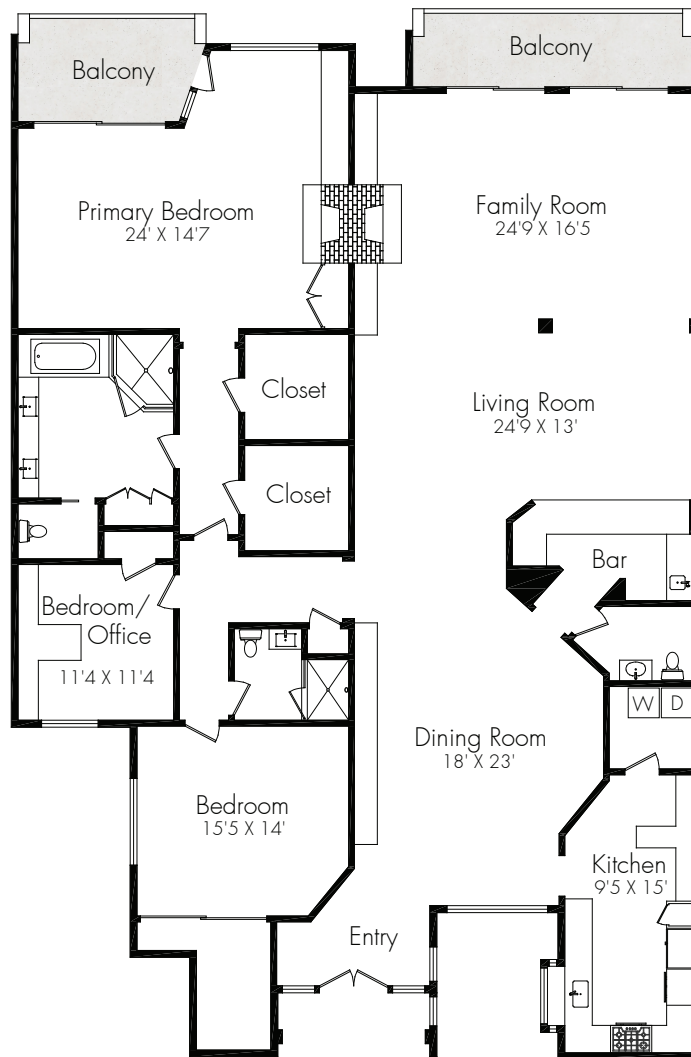 Balcony
Balcony
Primary Bedroom
24' X 14'7
Family Room
24'9 X 16'5
Closet
Living Room
24'9 X 13'
Closet
Bar
Bedroom/
Office
11'4 X 11'4
W D
Dining Room
18' X 23'
Bedroom
15'5 X 14'
Kitchen
9'5 X 15'
Entry